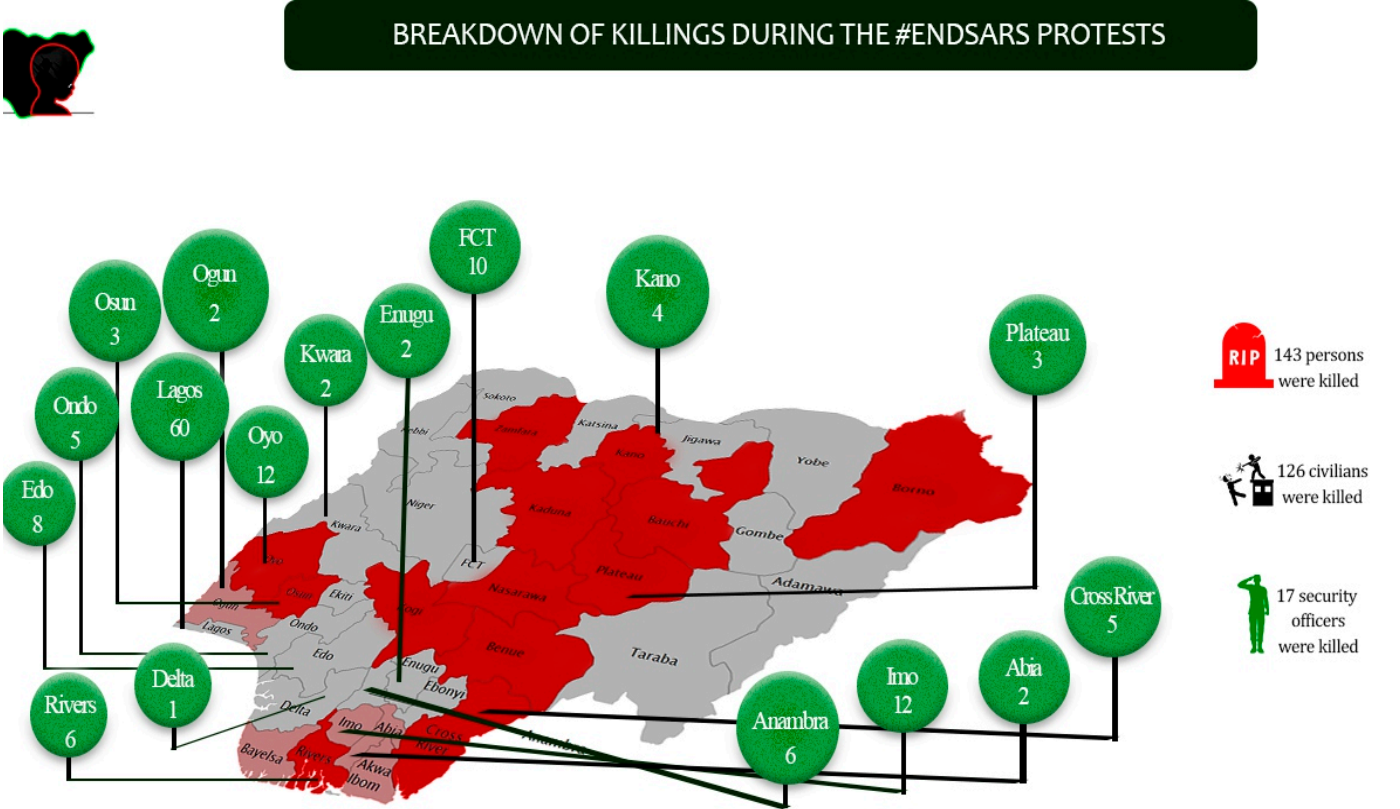 BREAKDOWN OF KILLINGS DURING THE #ENDSARS PROTESTS
FCT
10
Ogun
2
Kano
4
Osun
3
Enugu
2
Plateau
3
Kwara
2
Lagos
60
Ondo
5
Oyo
12
Edo
8
RIP
143 persons
were killed
126 civilians
were killed
17 security
officers
were killed
Cross River
5
Abia
2
Imo
12
Anambra
6
Delta
1
Rivers
6
Sokoto
Zamfara
Katsina
Kebbi
Jigawa
Kano
Yobe
Borno
Niger
Kaduna
Bauchi
Gombe
Kwara
FCT
Plateau
Adamawa
Oyo
Osun
Ekiti
Nasarawa
Ogun
Kogi
Lagos
Ondo
Edo
Benue
Taraba
Enugu
Ebonyi
Delta
Imo
Abia
Cross
River
Anambra
Bayelsa
Rivers
Akwa
Ibom